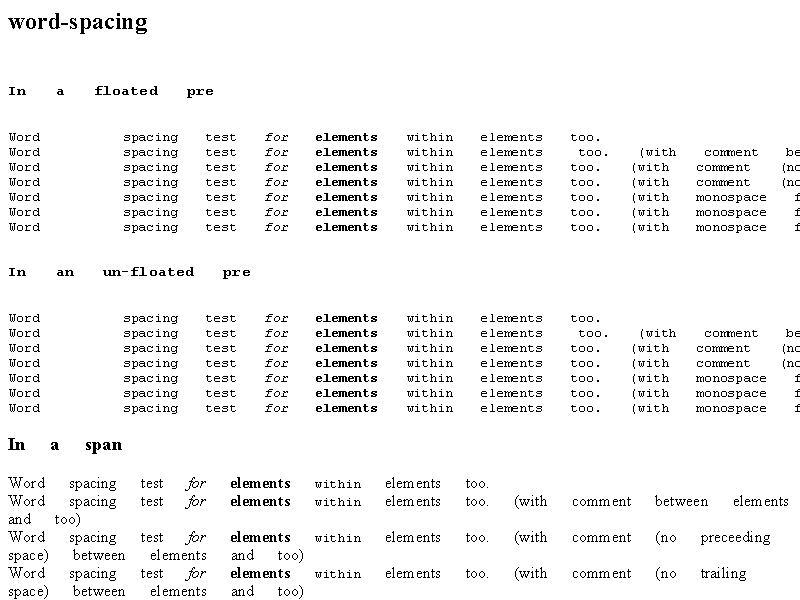 word-spacing
In a floated pre
Word spacing test for elements within elements too.
Word spacing test for elements within elements too. (with comment be
Word spacing test for elements within elements too. (with comment (no
Word spacing test for elements within elements too. (with comment (no
Word spacing test for elements within elements too. (with monospace f
Word spacing test for elements within elements too. (with monospace f
Word spacing test for elements within elements too. (with monospace f
In an un-floated pre
Word spacing test for elements within elements too.
Word spacing test for elements within elements too. (with comment be
Word spacing test for elements within elements too. (with comment (no
Word spacing test for elements within elements too. (with comment (no
Word spacing test for elements within elements too. (with monospace f
Word spacing test for elements within elements too. (with monospace f
Word spacing test for elements within elements too. (with monospace f
In a span
Word spacing test for elements within elements too.
Word spacing test for elements within elements too. (with comment between elements
and too)
Word spacing test for elements within elements too. (with comment (no preceeding
space) between elements and too)
Word spacing test for elements within elements too. (with comment (no trailing
space) between elements and too)